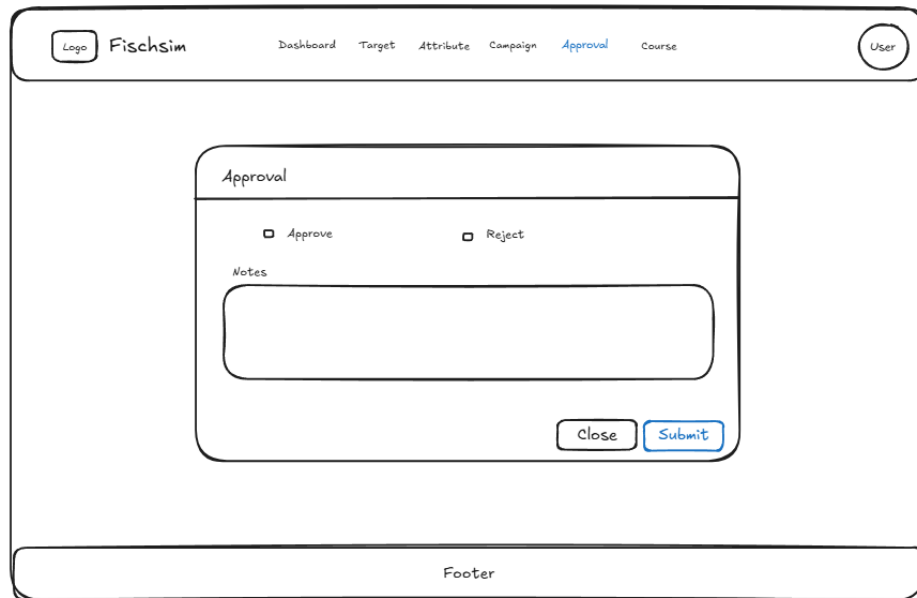 Logo Fischsim Dashboard Target Attribute Campaign Approval Course User
Approval
Approve Reject
Notes
Close Submit
Footer